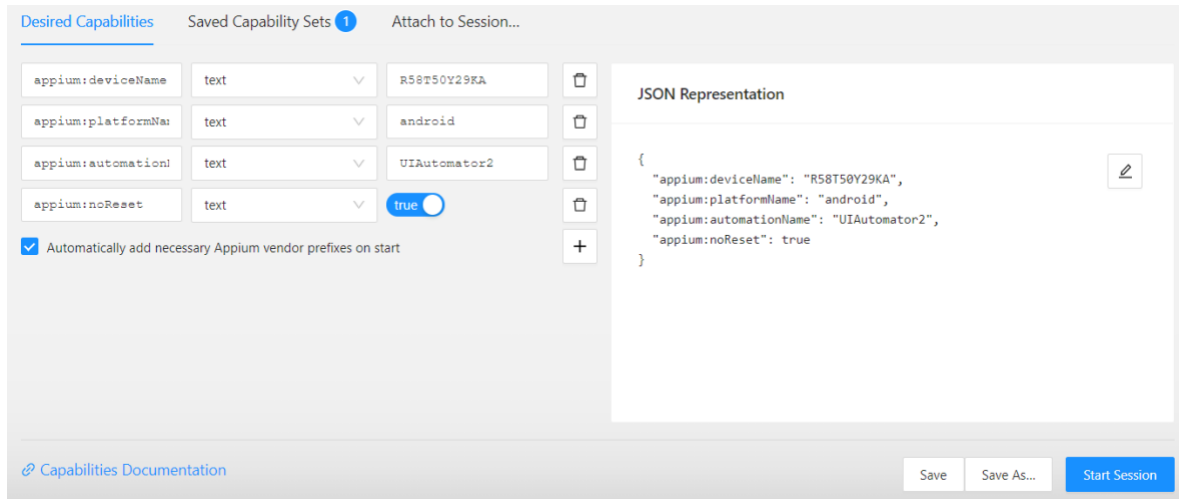 Desired Capabilities Saved Capability Sets 1 Attach to Session...
appium:deviceName text R58T50Y29KA
appium:platformNa text android
appium:automation text UIAutomator2
appium:noReset text true
Automatically add necessary Appium vendor prefixes on start
JSON Representation
{
"appium:deviceName": "R58T50Y29KA",
"appium:platformName": "android",
"appium:automationName": "UIAutomator2",
"appium:noReset": true
}
Capabilities Documentation
Save Save As... Start Session